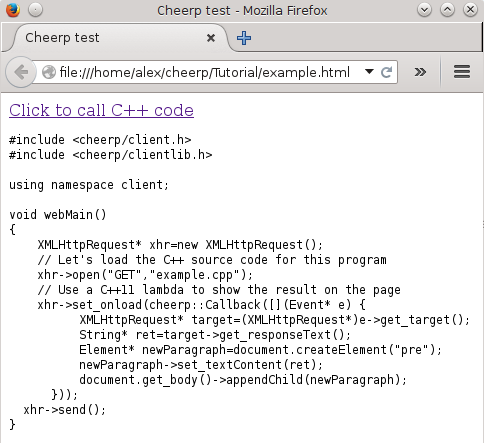 Cheerp test - Mozilla Firefox
Cheerp test
file:///home/alex/cheerp/Tutorial/example.html
Click to call C++ code
#include <cheerp/client.h>
#include <cheerp/clientlib.h>

using namespace client;

void webMain()
{
    XMLHttpRequest* xhr=new XMLHttpRequest();
    // Let's load the C++ source code for this program
    xhr->open("GET","example.cpp");
    // Use a C++11 lambda to show the result on the page
    xhr->set_onload(cheerp::Callback([](Event* e) {
          XMLHttpRequest* target=(XMLHttpRequest*)e->get_target();
          String* ret=target->get_responseText();
          Element* newParagraph=document.createElement("pre");
          newParagraph->set_textContent(ret);
          document.get_body()->appendChild(newParagraph);
      }));
  xhr->send();
}